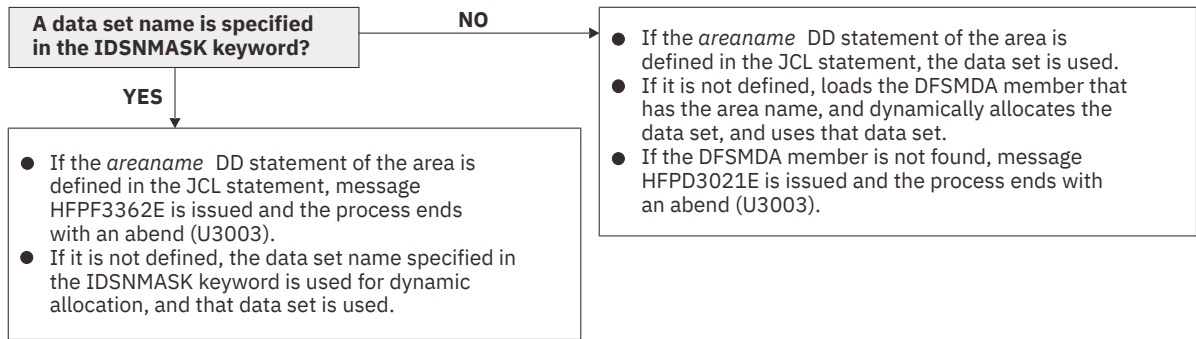 A data set name is specified
in the IDSNMASK keyword?
NO
YES
● If the areaname DD statement of the area is
defined in the JCL statement, the data set is used.
● If it is not defined, loads the DFSMDA member that
has the area name, and dynamically allocates the
data set, and uses that data set.
● If the DFSMDA member is not found, message
HFPD3021E is issued and the process ends with
an abend (U3003).
● If the areaname DD statement of the area is
defined in the JCL statement, message
HFPF3362E is issued and the process ends
with an abend (U3003).
● If it is not defined, the data set name specified in
the IDSNMASK keyword is used for dynamic
allocation, and that data set is used.